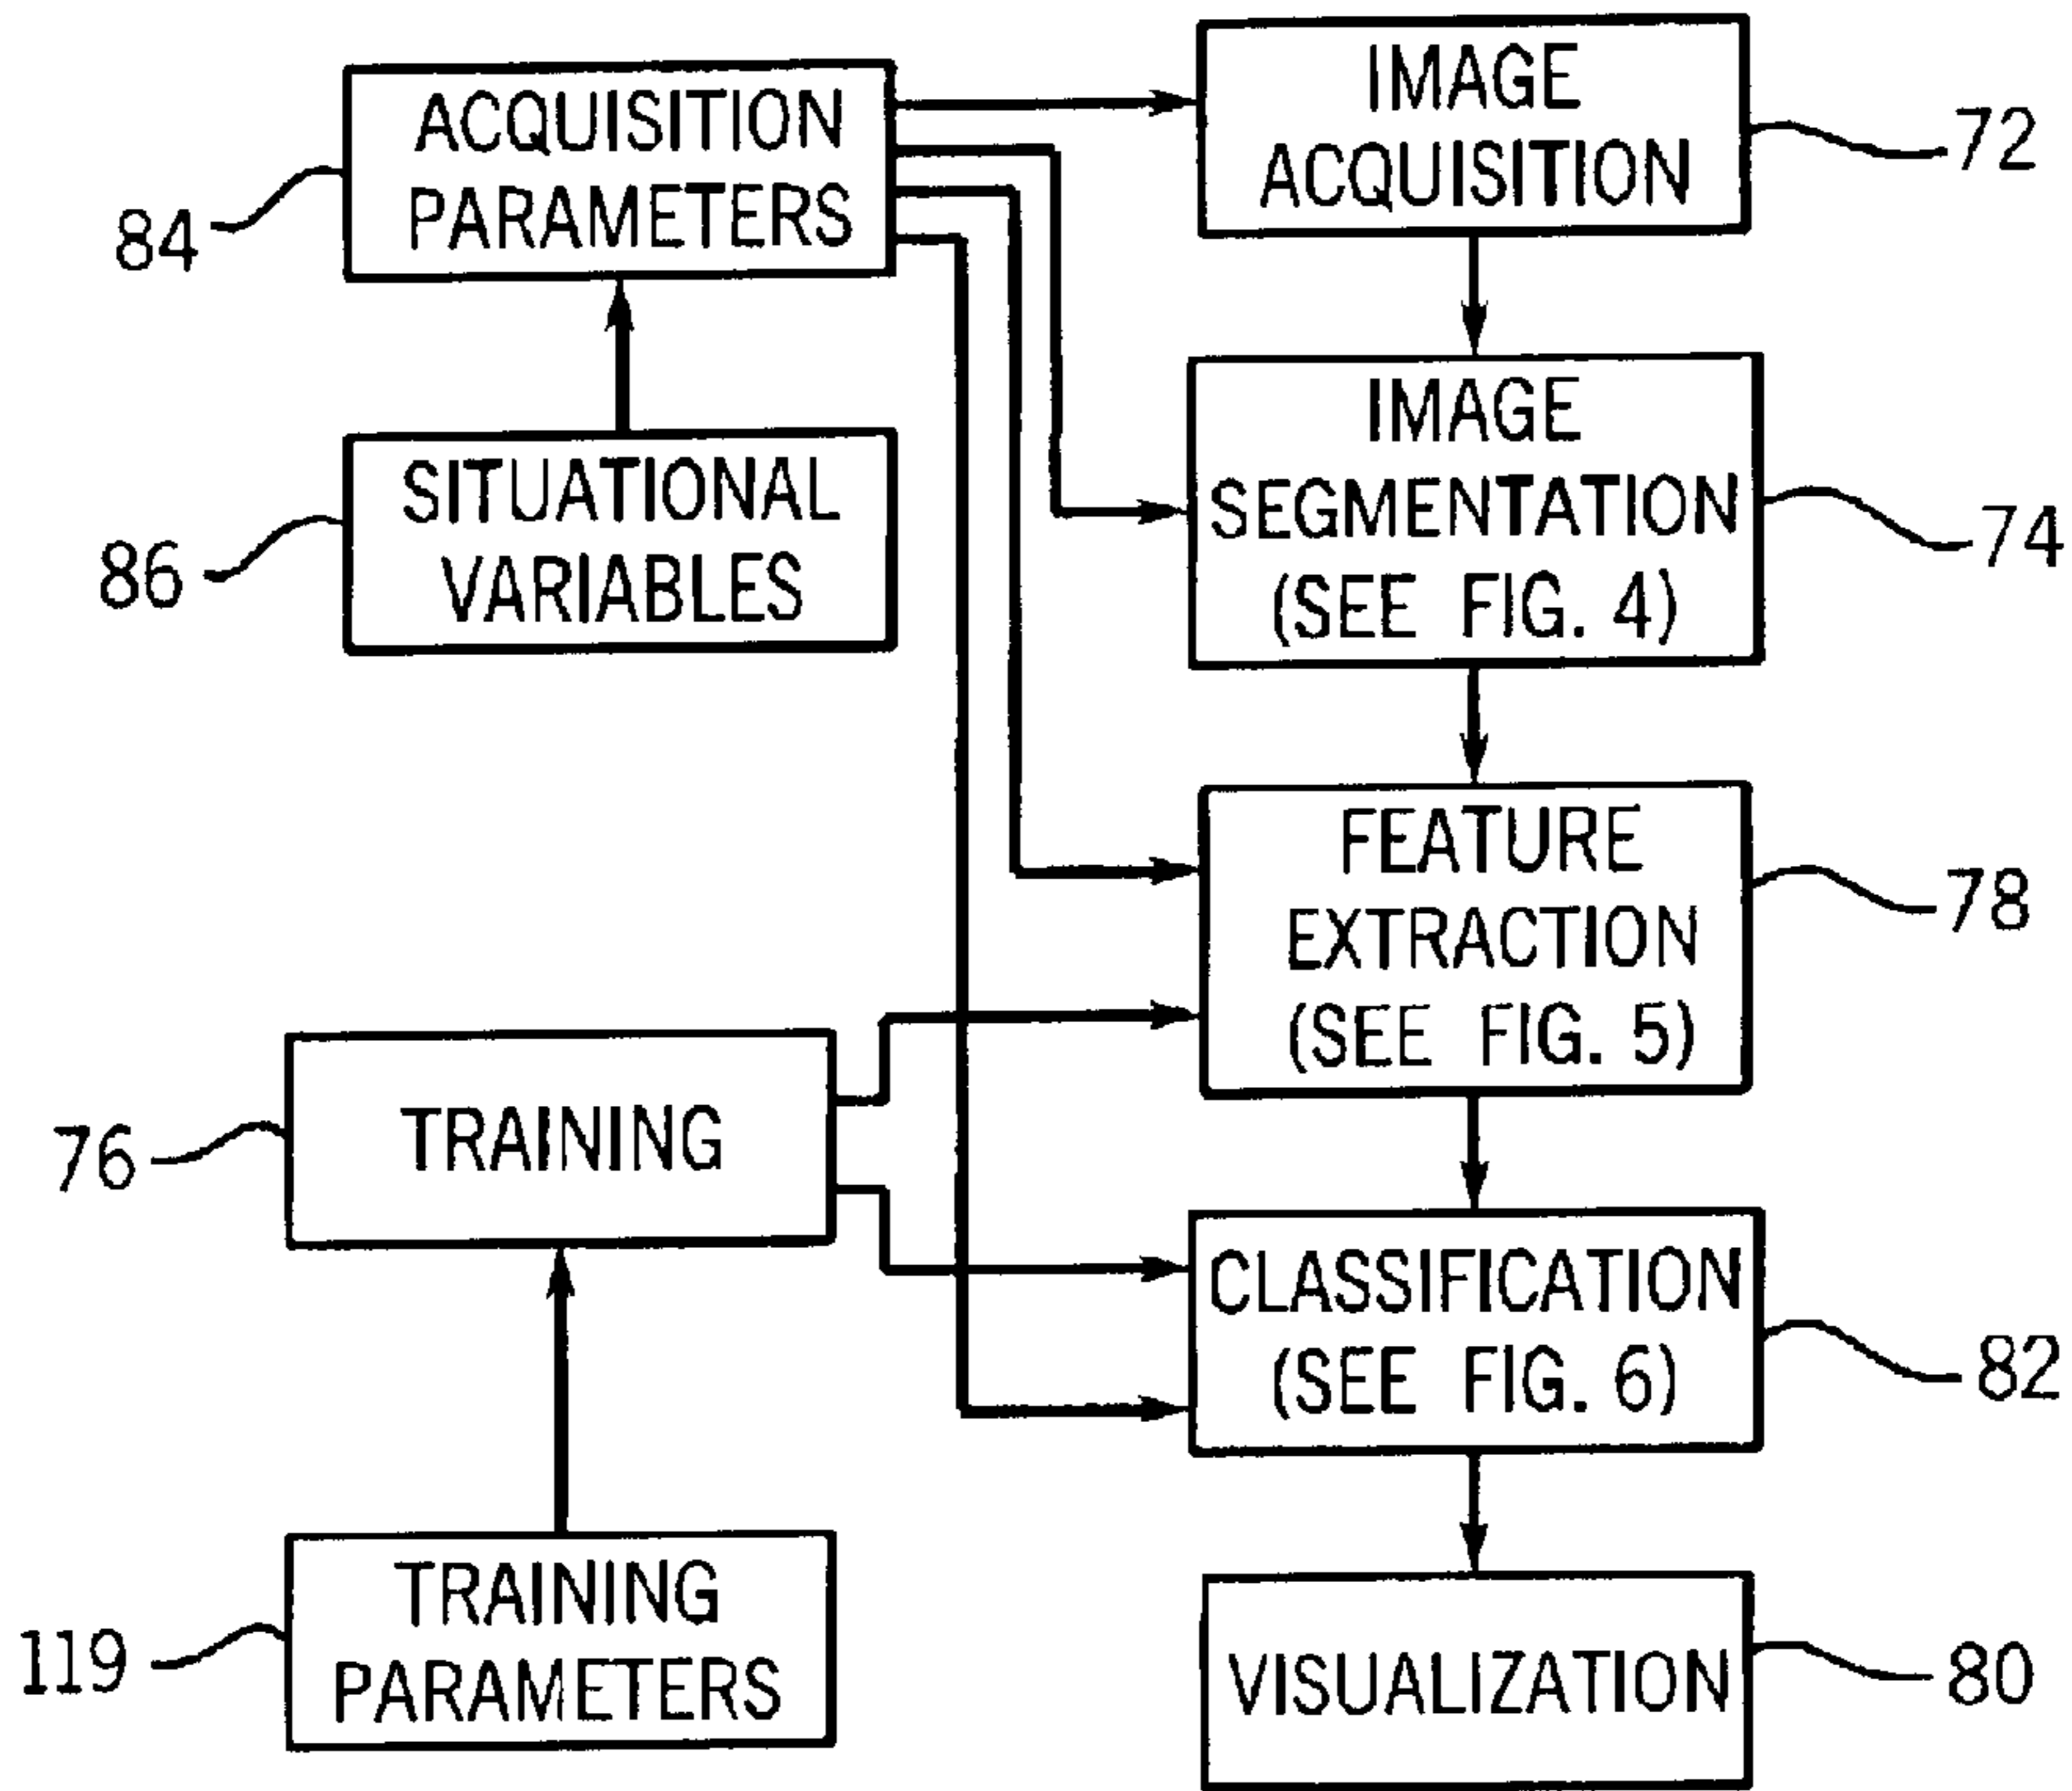 ACQUISITION
PARAMETERS
84
IMAGE
ACQUISITION
72
SITUATIONAL
VARIABLES
86
IMAGE
SEGMENTATION
(SEE FIG. 4)
74
FEATURE
EXTRACTION
(SEE FIG. 5)
78
TRAINING
76
CLASSIFICATION
(SEE FIG. 6)
82
TRAINING
PARAMETERS
119
VISUALIZATION
80